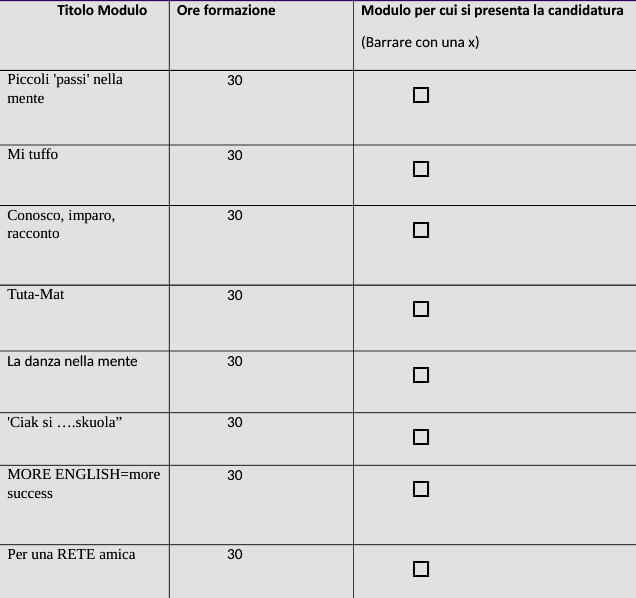 Titolo Modulo Ore formazione Modulo per cui si presenta la candidatura
(Barrare con una x)
Piccoli 'passi' nella 30
mente
Mi tuffo 30
Conosco, imparo, 30
racconto
Tuta-Mat 30
La danza nella mente 30
'Ciak si ….skuola” 30
MORE ENGLISH=more 30
success
Per una RETE amica 30